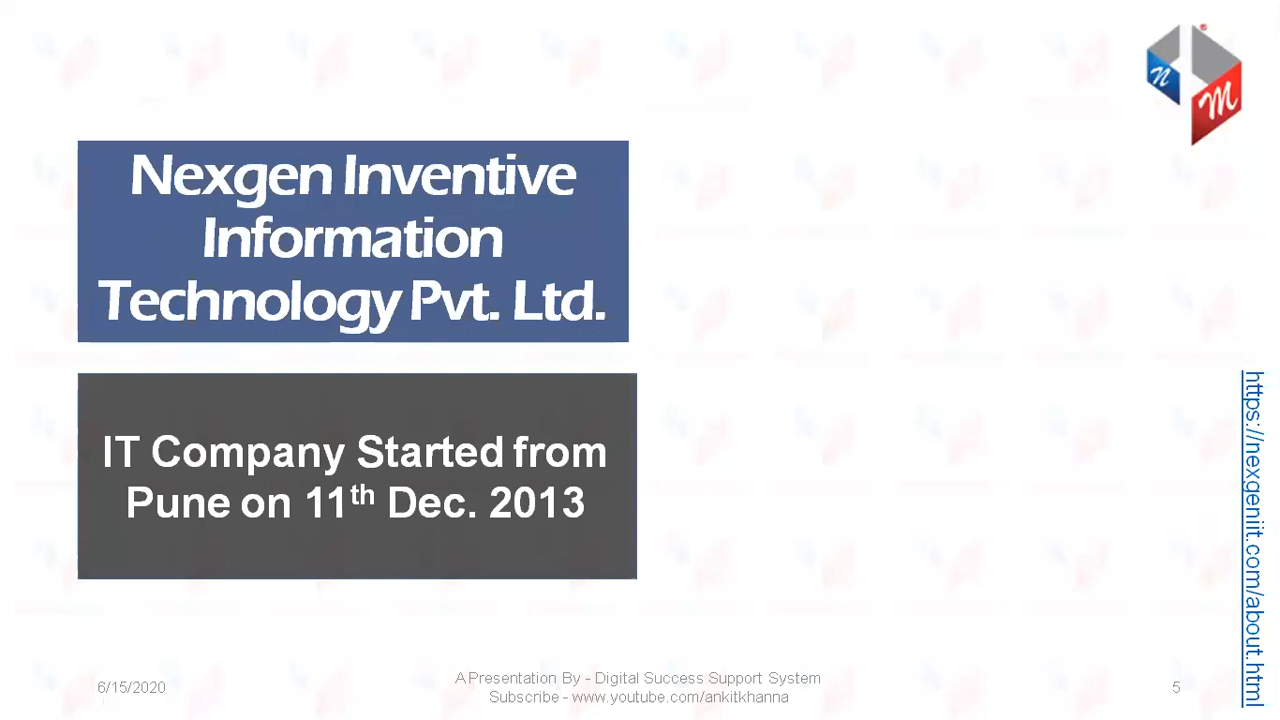 n
m
®
Nexgen Inventive
Information
Technology Pvt. Ltd.
IT Company Started from
Pune on 11th Dec. 2013
https://nexgeniit.com/about.html
6/15/2020
A Presentation By - Digital Success Support System
Subscribe - www.youtube.com/ankitkhanna
5